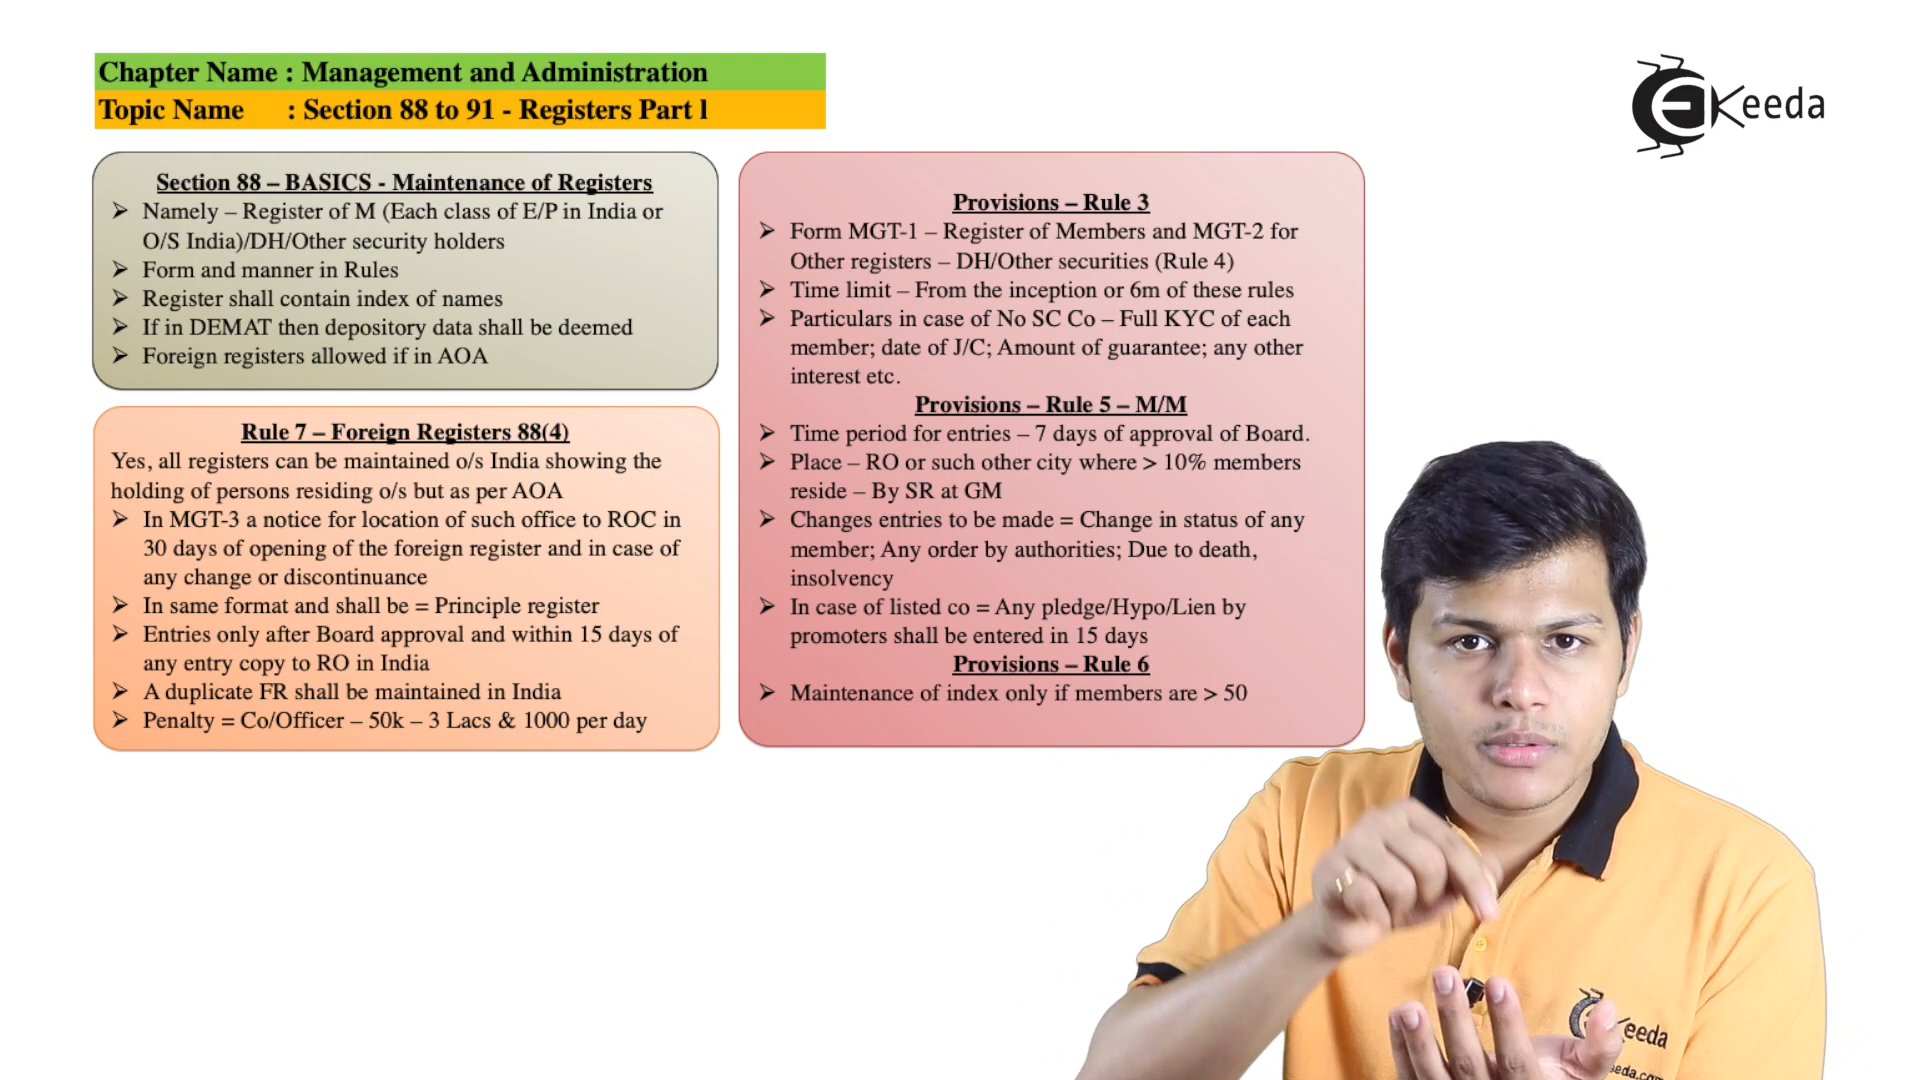 Chapter Name : Management and Administration
Topic Name : Section 88 to 91 - Registers Part l
Keeda
Section 88 – BASICS - Maintenance of Registers
➢ Namely – Register of M (Each class of E/P in India or
O/S India)/DH/Other security holders
➢ Form and manner in Rules
➢ Register shall contain index of names
➢ If in DEMAT then depository data shall be deemed
➢ Foreign registers allowed if in AOA
Rule 7 – Foreign Registers 88(4)
Yes, all registers can be maintained o/s India showing the
holding of persons residing o/s but as per AOA
➢ In MGT-3 a notice for location of such office to ROC in
30 days of opening of the foreign register and in case of
any change or discontinuance
➢ In same format and shall be = Principle register
➢ Entries only after Board approval and within 15 days of
any entry copy to RO in India
➢ A duplicate FR shall be maintained in India
➢ Penalty = Co/Officer – 50k – 3 Lacs & 1000 per day
Provisions – Rule 3
➢ Form MGT-1 – Register of Members and MGT-2 for
Other registers – DH/Other securities (Rule 4)
➢ Time limit – From the inception or 6m of these rules
➢ Particulars in case of No SC Co – Full KYC of each
member; date of J/C; Amount of guarantee; any other
interest etc.
Provisions – Rule 5 – M/M
➢ Time period for entries – 7 days of approval of Board.
➢ Place – RO or such other city where > 10% members
reside – By SR at GM
➢ Changes entries to be made = Change in status of any
member; Any order by authorities; Due to death,
insolvency
➢ In case of listed co = Any pledge/Hypo/Lien by
promoters shall be entered in 15 days
Provisions – Rule 6
➢ Maintenance of index only if members are > 50
eeda